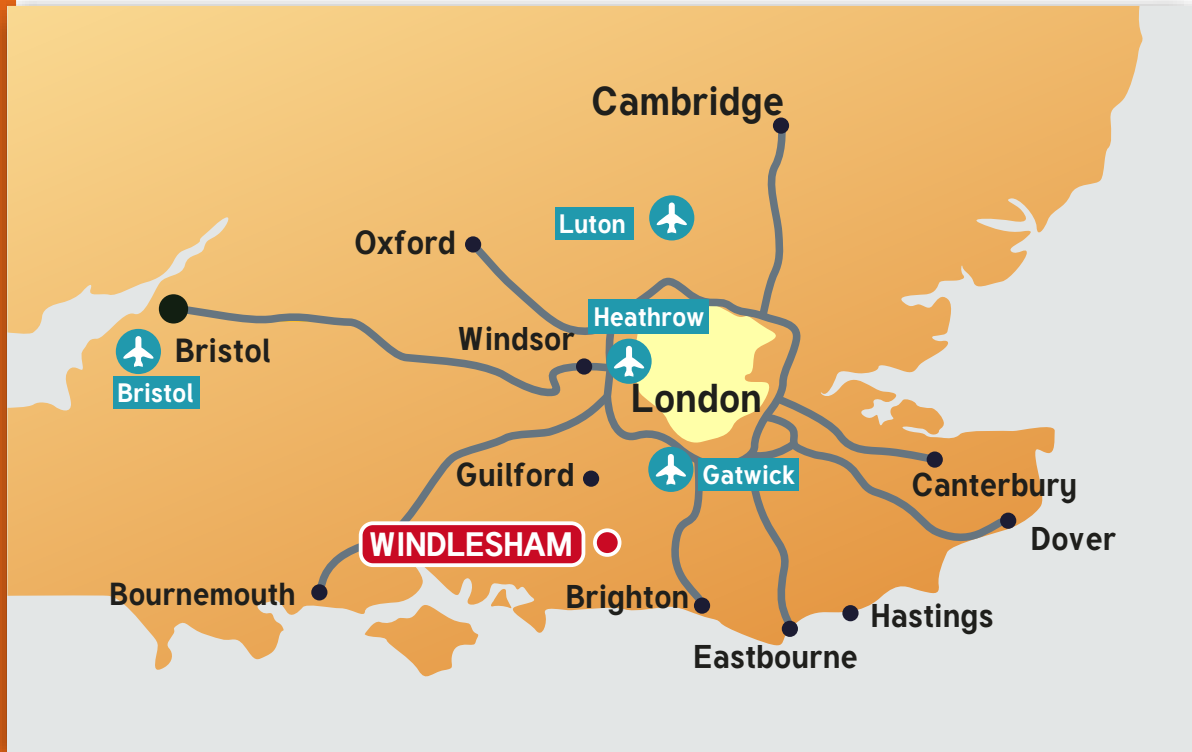 Cambridge
Luton
Oxford
Heathrow
Windsor
Bristol
Bristol
London
Guilford
Gatwick
Canterbury
WINDLESHAM
Dover
Bournemouth
Brighton
Hastings
Eastbourne